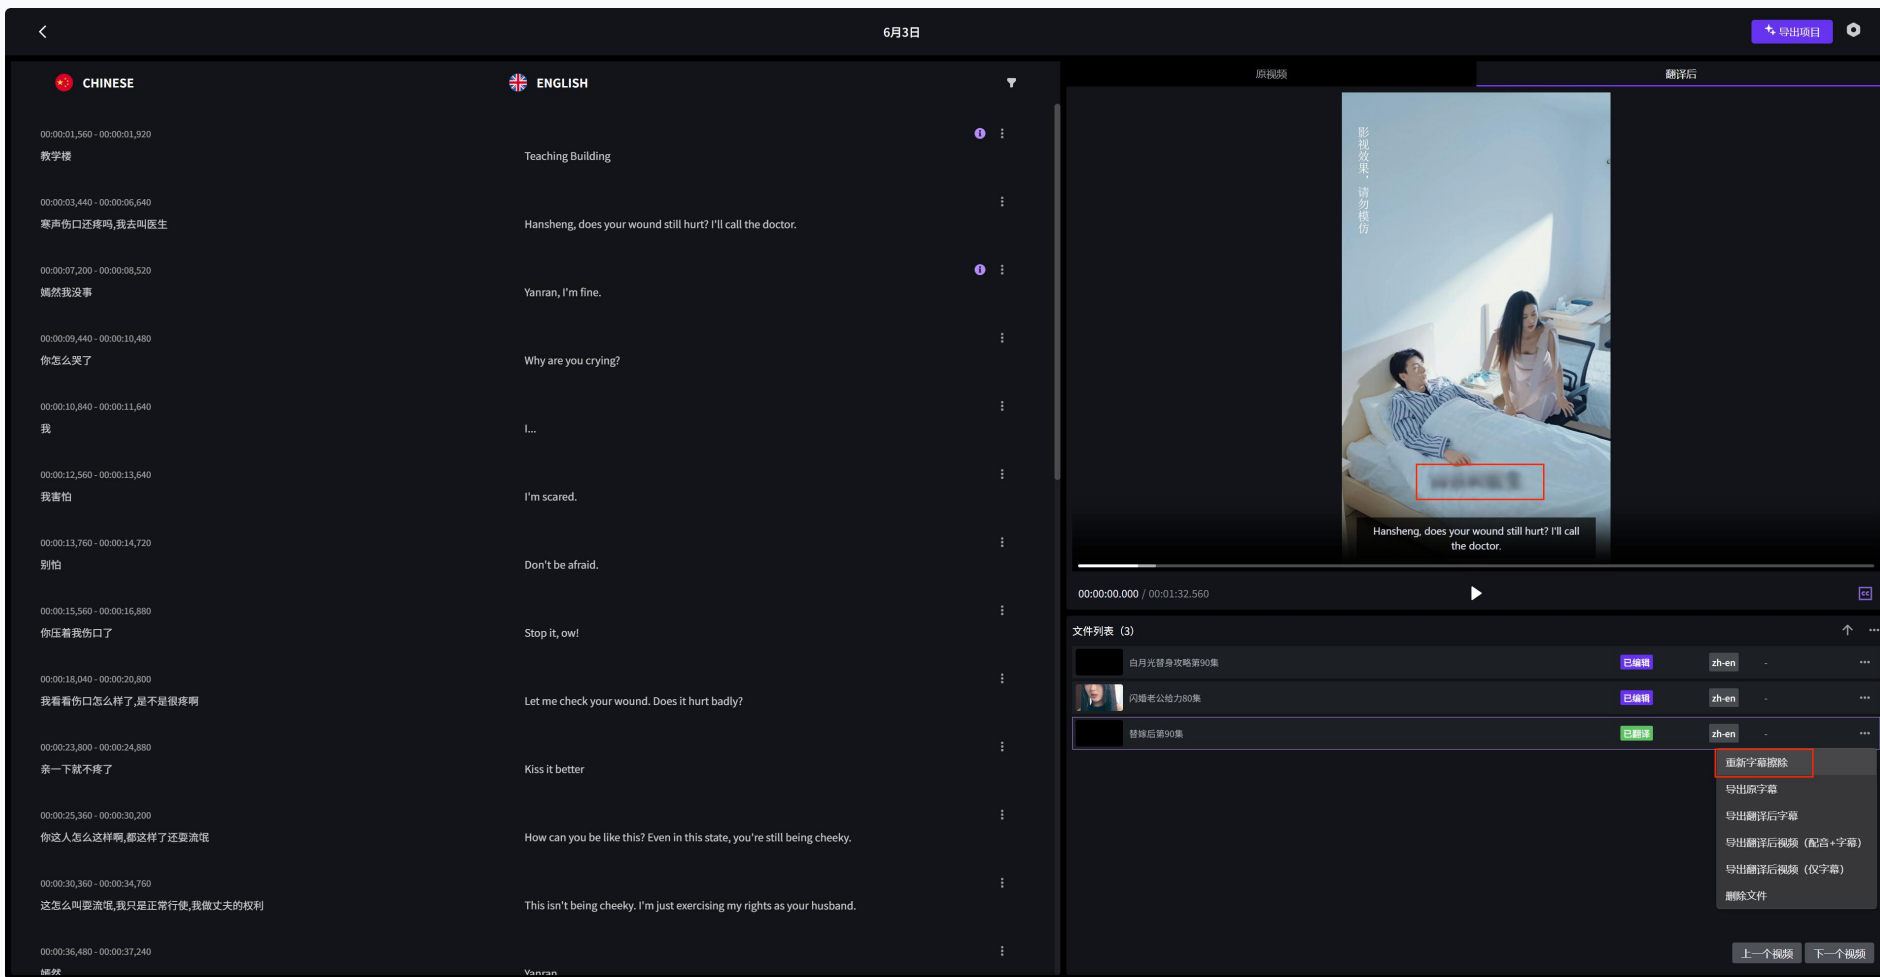 6月3日
导出项目
CHINESE
ENGLISH
00:00:01,560 - 00:00:01,920
教学楼
Teaching Building
00:00:03,440 - 00:00:06,640
寒声伤口还疼吗,我去叫医生
Hansheng, does your wound still hurt? I'll call the doctor.
00:00:07,200 - 00:00:08,520
嫣然我没事
Yanran, I'm fine.
00:00:09,440 - 00:00:10,480
你怎么哭了
Why are you crying?
00:00:10,840 - 00:00:11,640
我
I...
00:00:12,560 - 00:00:13,640
我害怕
I'm scared.
00:00:13,760 - 00:00:14,720
别怕
Don't be afraid.
00:00:15,560 - 00:00:16,880
你压着我伤口了
Stop it, ow!
00:00:18,040 - 00:00:20,800
我看看伤口怎么样了,是不是很疼啊
Let me check your wound. Does it hurt badly?
00:00:23,800 - 00:00:24,880
亲一下就不疼了
Kiss it better
00:00:25,360 - 00:00:30,200
你这人怎么这样啊,都这样了还耍流氓
How can you be like this? Even in this state, you're still being cheeky.
00:00:30,360 - 00:00:34,760
这怎么叫耍流氓,我只是正常行使,我做丈夫的权利
This isn't being cheeky. I'm just exercising my rights as your husband.
00:00:36,480 - 00:00:37,240
嫣然
Yanran
原视频
翻译后
影视效果,请勿模仿
Hansheng, does your wound still hurt? I'll call
the doctor.
00:00:00.000 / 00:01:32.560
CC
文件列表（3）
白月光替身攻略第90集
已编辑
zh-en
-
闪婚老公给力80集
已编辑
zh-en
-
替嫁后第90集
已翻译
zh-en
-
重新字幕擦除
导出原字幕
导出翻译后字幕
导出翻译后视频（配音+字幕）
导出翻译后视频（仅字幕）
删除文件
上一个视频
下一个视频